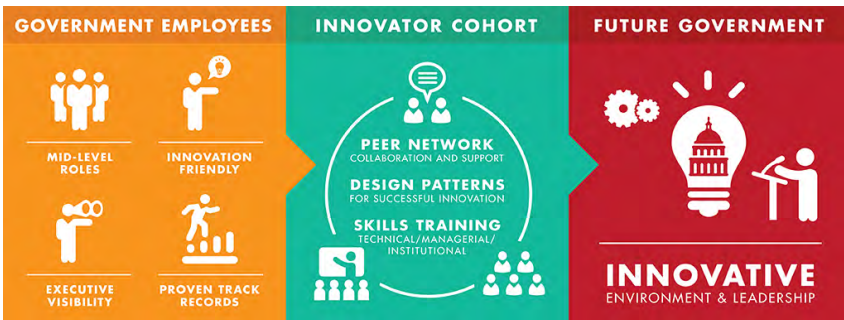 GOVERNMENT EMPLOYEES
MID-LEVEL
ROLES
INNOVATION
FRIENDLY
EXECUTIVE
VISIBILITY
PROVEN TRACK
RECORDS
INNOVATOR COHORT
PEER NETWORK
COLLABORATION AND SUPPORT
DESIGN PATTERNS
FOR SUCCESSFUL INNOVATION
SKILLS TRAINING
TECHNICAL/MANAGERIAL/
INSTITUTIONAL
FUTURE GOVERNMENT
INNOVATIVE
ENVIRONMENT & LEADERSHIP